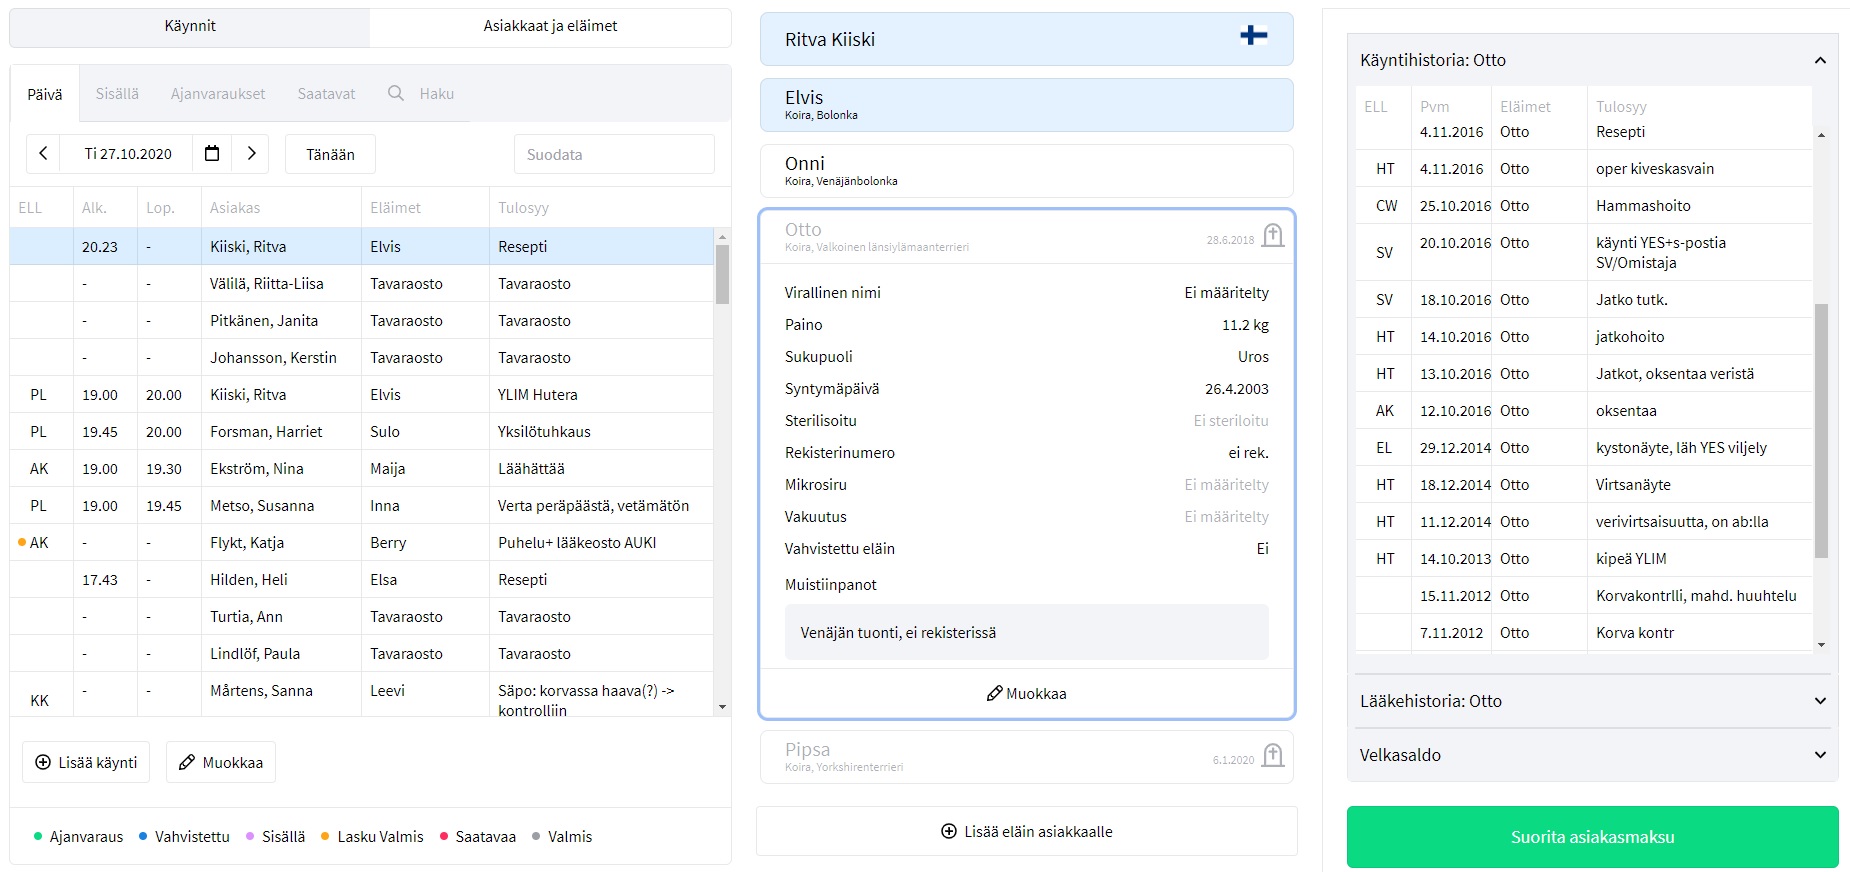 Käynnit
Asiakkaat ja eläimet
Päivä
Sisällä
Ajanvaraukset
Saatavat
Haku
Ti 27.10.2020
Tänään
Suodata
ELL Alk. Lop. Asiakas Eläimet Tulosyy
20.23 - Kiiski, Ritva Elvis Resepti
- - Välilä, Riitta-Liisa Tavaraosto Tavaraosto
- - Pitkänen, Janita Tavaraosto Tavaraosto
- - Johansson, Kerstin Tavaraosto Tavaraosto
PL 19.00 20.00 Kiiski, Ritva Elvis YLIM Hutera
PL 19.45 20.00 Forsman, Harriet Sulo Yksilötuhkaus
AK 19.00 19.30 Ekström, Nina Maija Läähättää
PL 19.00 19.45 Metso, Susanna Inna Verta peräpäästä, vetämätön
AK - - Flykt, Katja Berry Puhelu+ lääkeosto AUKI
17.43 - Hilden, Heli Elsa Resepti
- - Turtia, Ann Tavaraosto Tavaraosto
- - Lindlöf, Paula Tavaraosto Tavaraosto
KK - - Mårtens, Sanna Leevi Säpo: korvassa haava(?) ->
kontrolliin
Lisää käynti
Muokkaa
Ajanvaraus Vahvistettu Sisällä Lasku Valmis Saatavaa Valmis
Ritva Kiiski
Elvis
Koira, Bolonka
Onni
Koira, Venäjänbolonka
Otto
Koira, Valkoinen länsiylämaanterrieri
28.6.2018
Virallinen nimi Ei määritelty
Paino 11.2 kg
Sukupuoli Uros
Syntymäpäivä 26.4.2003
Sterilisoitu Ei steriloitu
Rekisterinumero ei rek.
Mikrosiru Ei määritelty
Vakuutus Ei määritelty
Vahvistettu eläin Ei
Muistiinpanot
Venäjän tuonti, ei rekisterissä
Muokkaa
Pipsa
Koira, Yorkshirenterrieri
6.1.2020
Lisää eläin asiakkaalle
Käyntihistoria: Otto
ELL Pvm Eläimet Tulosyy
4.11.2016 Otto Resepti
HT 4.11.2016 Otto oper kiveskasvain
CW 25.10.2016 Otto Hammashoito
SV 20.10.2016 Otto käynti YES+s-postia
SV/Omistaja
SV 18.10.2016 Otto Jatko tutk.
HT 14.10.2016 Otto jatkohoito
HT 13.10.2016 Otto Jatkot, oksentaa veristä
AK 12.10.2016 Otto oksentaa
EL 29.12.2014 Otto kystonäyte, läh YES viljely
HT 18.12.2014 Otto Virtsanäyte
HT 11.12.2014 Otto verivirtsaisuutta, on ab:lla
HT 14.10.2013 Otto kipeä YLIM
15.11.2012 Otto Korvakontrlli, mahd. huuhtelu
7.11.2012 Otto Korva kontr
Lääkehistoria: Otto
Velkasaldo
Suorita asiakasmaksu